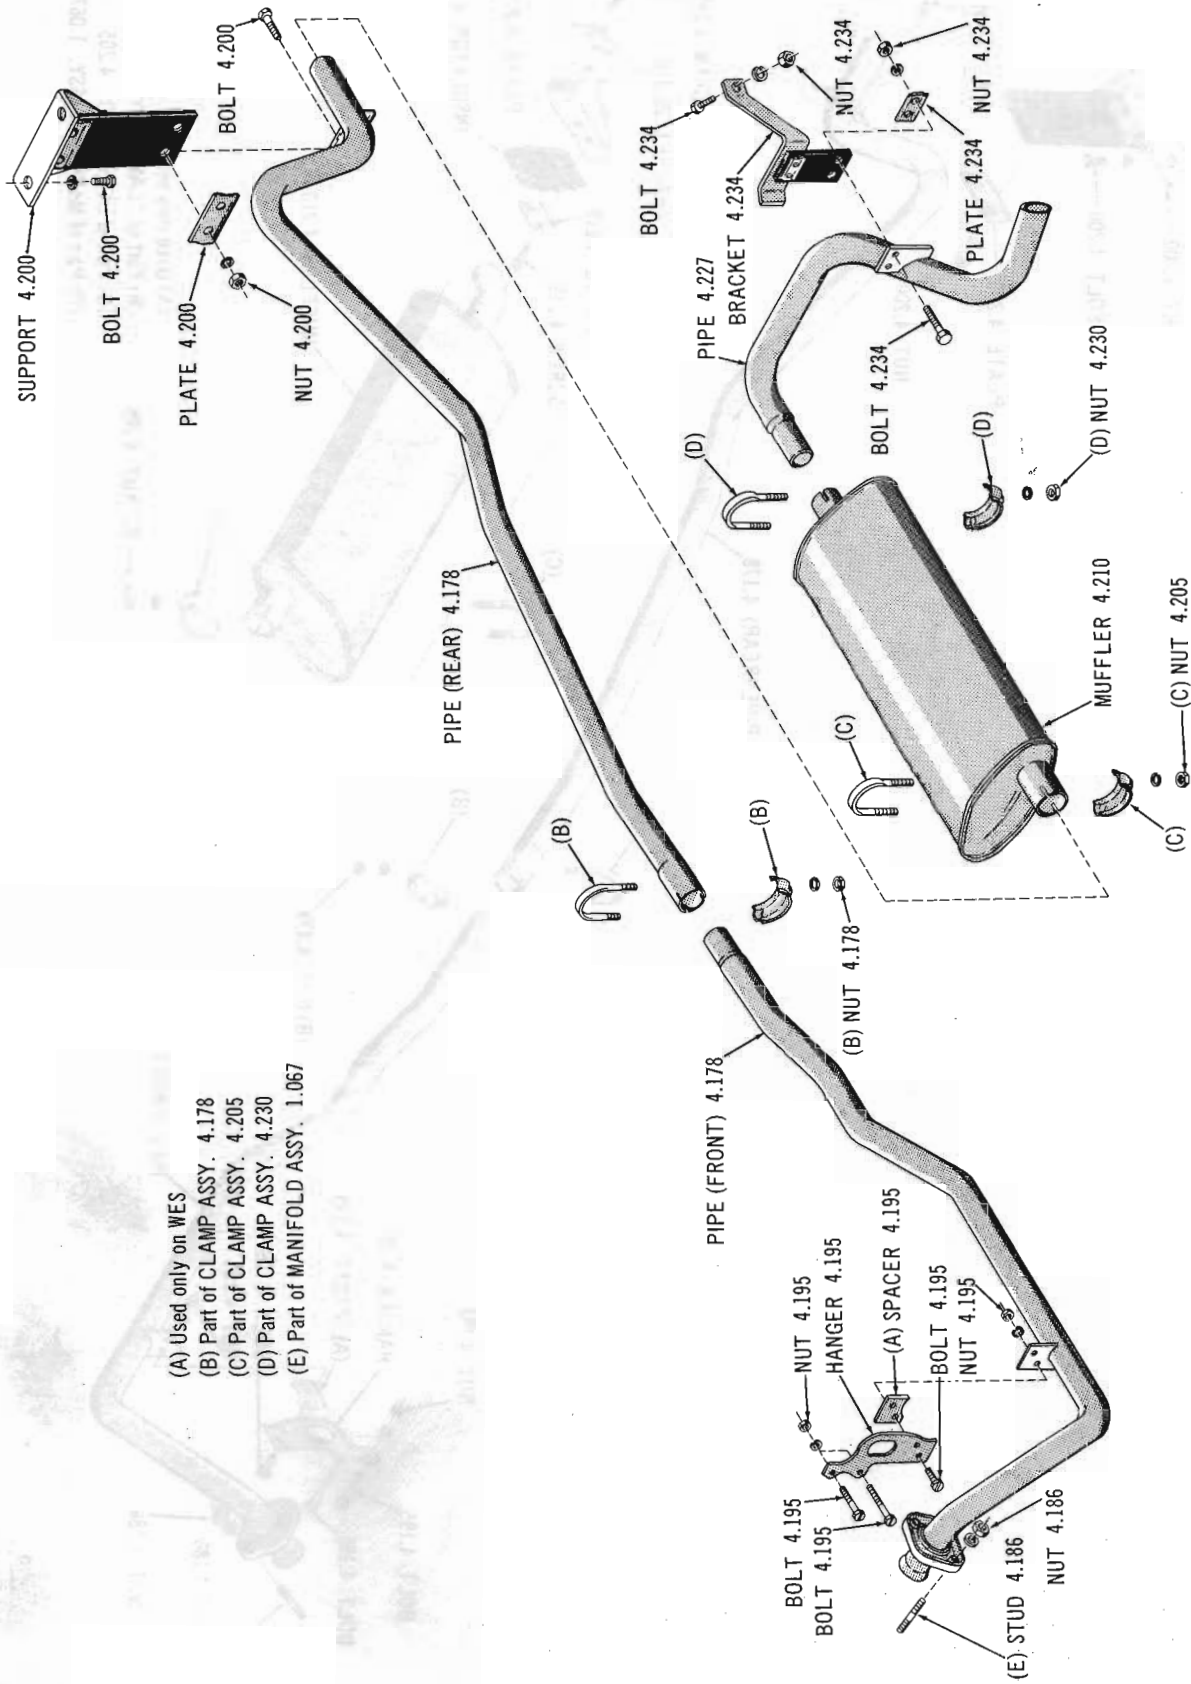 SUPPORT 4.200
BOLT 4.200
BOLT 4.200
PLATE 4.200
NUT 4.200
PIPE (REAR) 4.178
BOLT 4.234
NUT 4.234
NUT 4.234
BRACKET 4.234
PLATE 4.234
PIPE 4.227
BOLT 4.234
(D)
(D)
(D) NUT 4.230
MUFFLER 4.210
(C)
(C)
(C) NUT 4.205
(B)
(B)
(B) NUT 4.178
PIPE (FRONT) 4.178
(A) Used only on WES
(B) Part of CLAMP ASSY. 4.178
(C) Part of CLAMP ASSY. 4.205
(D) Part of CLAMP ASSY. 4.230
(E) Part of MANIFOLD ASSY. 1.067
NUT 4.195
HANGER 4.195
(A) SPACER 4.195
BOLT 4.195
NUT 4.195
BOLT 4.195
BOLT 4.195
(E) STUD 4.186
NUT 4.186